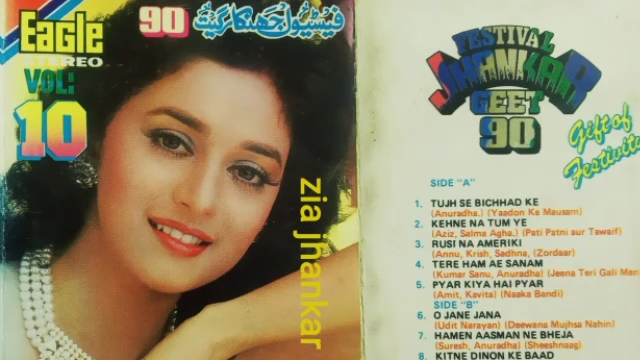 Eagle
STEREO
VOL:
10
90 فیسٹیول جھنکار گیت
zia jhankar
FESTIVAL
JHANKAR
GEET
90
Gift of
SIDE "A"
1. TUJH SE BICHHAD KE
(Anuradha.) (Yaadon Ke Mausam)
2. KEHNE NA TUM YE
(Aziz, Salma Agha.) (Pati Patni aur Tawaif)
3. RUSI NA AMERIKI
(Annu, Krish, Sadhna, (Zordaar)
4. TERE HAM AE SANAM
(Kumar Sanu, Anuradha) (Jeena Teri Gali Mein
5. PYAR KIYA HAI PYAR
(Amit, Kavita) (Naaka Bandi)
SIDE "B"
6. O JANE JANA
(Udit Narayan) (Deewana Mujhsa Nahin)
7. HAMEN AASMAN NE BHEJA
(Suresh, Anuradha) (Sheeshnaag)
8. KITNE DINON KE BAAD